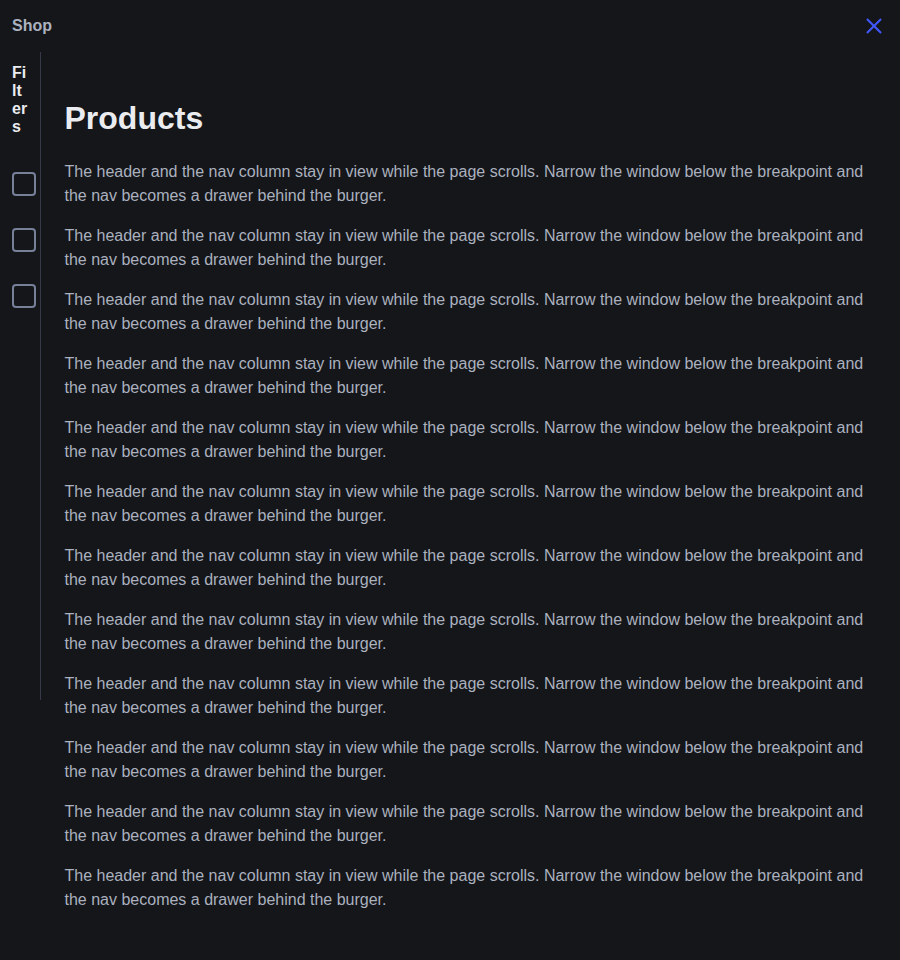 Shop
Fi
lt
er
s
Products
The header and the nav column stay in view while the page scrolls. Narrow the window below the breakpoint and
the nav becomes a drawer behind the burger.
The header and the nav column stay in view while the page scrolls. Narrow the window below the breakpoint and
the nav becomes a drawer behind the burger.
The header and the nav column stay in view while the page scrolls. Narrow the window below the breakpoint and
the nav becomes a drawer behind the burger.
The header and the nav column stay in view while the page scrolls. Narrow the window below the breakpoint and
the nav becomes a drawer behind the burger.
The header and the nav column stay in view while the page scrolls. Narrow the window below the breakpoint and
the nav becomes a drawer behind the burger.
The header and the nav column stay in view while the page scrolls. Narrow the window below the breakpoint and
the nav becomes a drawer behind the burger.
The header and the nav column stay in view while the page scrolls. Narrow the window below the breakpoint and
the nav becomes a drawer behind the burger.
The header and the nav column stay in view while the page scrolls. Narrow the window below the breakpoint and
the nav becomes a drawer behind the burger.
The header and the nav column stay in view while the page scrolls. Narrow the window below the breakpoint and
the nav becomes a drawer behind the burger.
The header and the nav column stay in view while the page scrolls. Narrow the window below the breakpoint and
the nav becomes a drawer behind the burger.
The header and the nav column stay in view while the page scrolls. Narrow the window below the breakpoint and
the nav becomes a drawer behind the burger.
The header and the nav column stay in view while the page scrolls. Narrow the window below the breakpoint and
the nav becomes a drawer behind the burger.